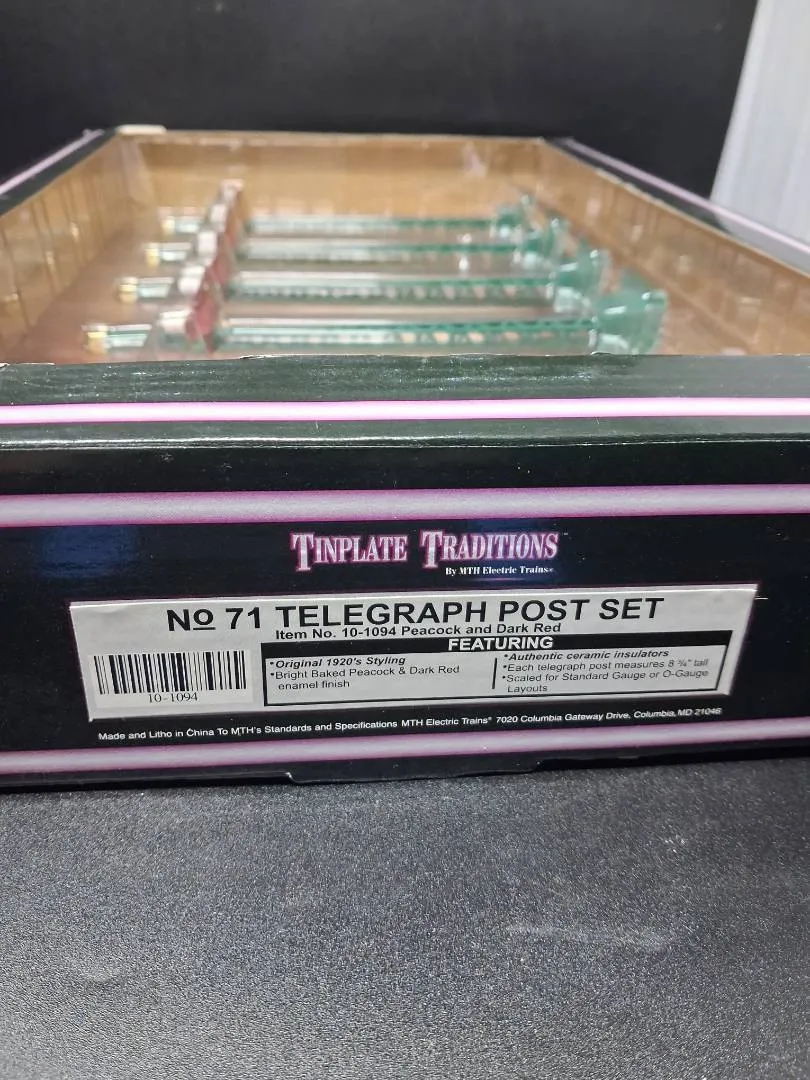 TINPLATE TRADITIONS
By MTH Electric Trains®
No 71 TELEGRAPH POST SET
Item No. 10-1094 Peacock and Dark Red
FEATURING
*Original 1920's Styling
*Bright Baked Peacock & Dark Red
enamel finish
*Authentic ceramic insulators
*Each telegraph post measures 8 ¾" tall
*Scaled for Standard Gauge or O-Gauge
Layouts
10-1094
Made and Litho in China To MTH's Standards and Specifications MTH Electric Trains® 7020 Columbia Gateway Drive, Columbia, MD 21046